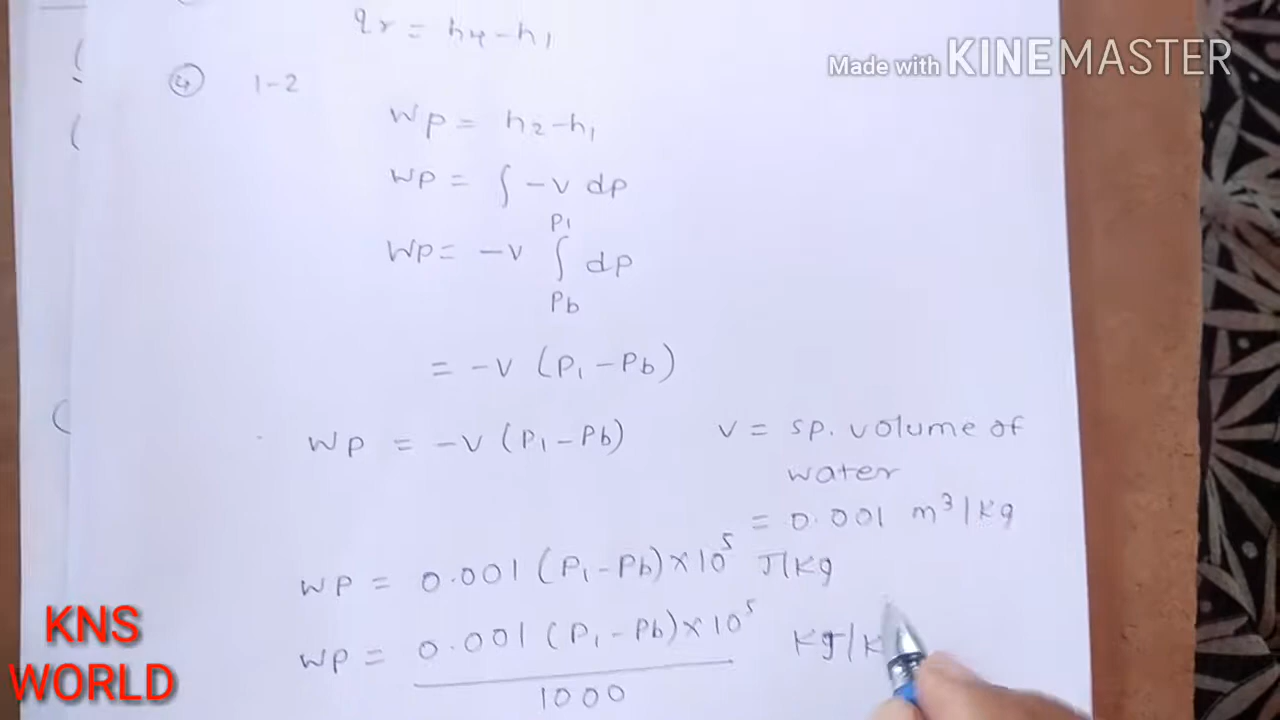 qr = h4-h1
Made with KINEMASTER
④ 1-2
Wp = h2-h1
Wp = ∫ -v dp
P1
Wp = -v ∫ dp
Pb
= -v (P1-Pb)
Wp = -v (P1-Pb) v = sp. volume of
water
= 0.001 m³/kg
Wp = 0.001 (P1-Pb)×10⁵ J/kg
Wp = 0.001 (P1-Pb)×10⁵ kJ/k
1000
KNS
WORLD